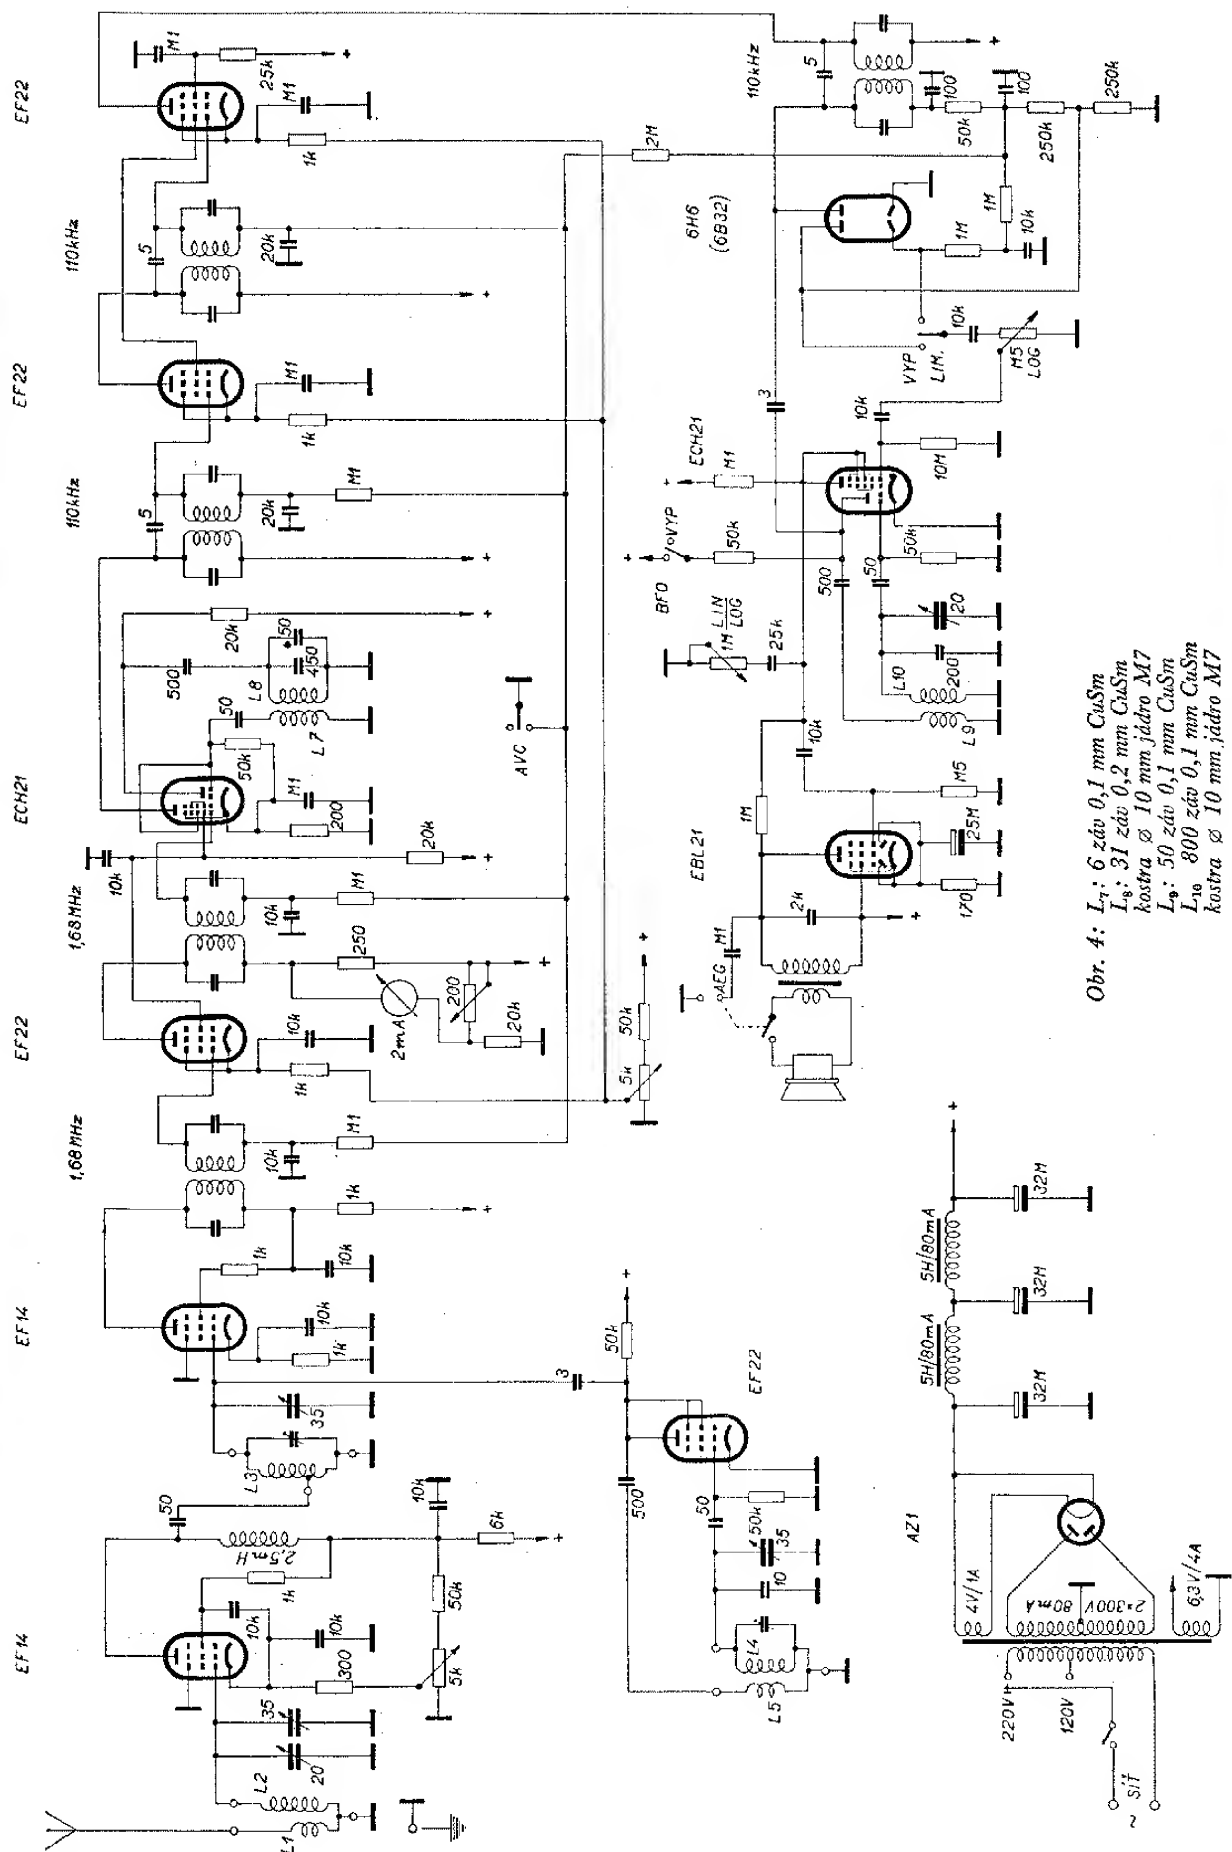 EF14
EF14
1,68MHz
EF22
1,68MHz
ECH21
110kHz
EF22
110kHz
EF22
L1
L2
20
35
300
10k
10k
1k
2,5mH
50
5k
50k
6k
+
10k
L3
35
1k
10k
1k
10k
1k
+
10k
M1
1k
10k
2mA
200
20k
250
+
10k
M1
10k
20k
+
200
M1
50k
50
500
L7
L8
450
50
20k
+
AVC
5
+
20k
M1
1k
M1
5
+
20k
1k
M1
25k
M1
+
3
50k
+
500
EF22
50
L5
L4
10
35
50k
5k
50k
+
2M
EBL21
AEG
M1
2k
+
1M
170
25M
M5
10k
BFO
VYP
+
1M
LIN
LOG
25k
50k
500
L9
L10
200
20
50
50k
ECH21
+
M1
3
10M
10k
VYP
LIM.
10k
M5
LOG
6H6
(6B32)
1M
1M
10k
110kHz
5
+
100
50k
100
250k
250k
~
SÍŤ
220V
120V
AZ1
4V/1A
2×300V
80mA
6,3V/4A
5H/80mA
5H/80mA
32M
32M
32M
+
Obr. 4: L₇: 6 záv 0,1 mm CuSm
L₈: 31 záv 0,2 mm CuSm
kostra ø 10 mm jádro M7
L₉: 50 záv 0,1 mm CuSm
L₁₀ 800 záv 0,1 mm CuSm
kostra ø 10 mm jádro M7